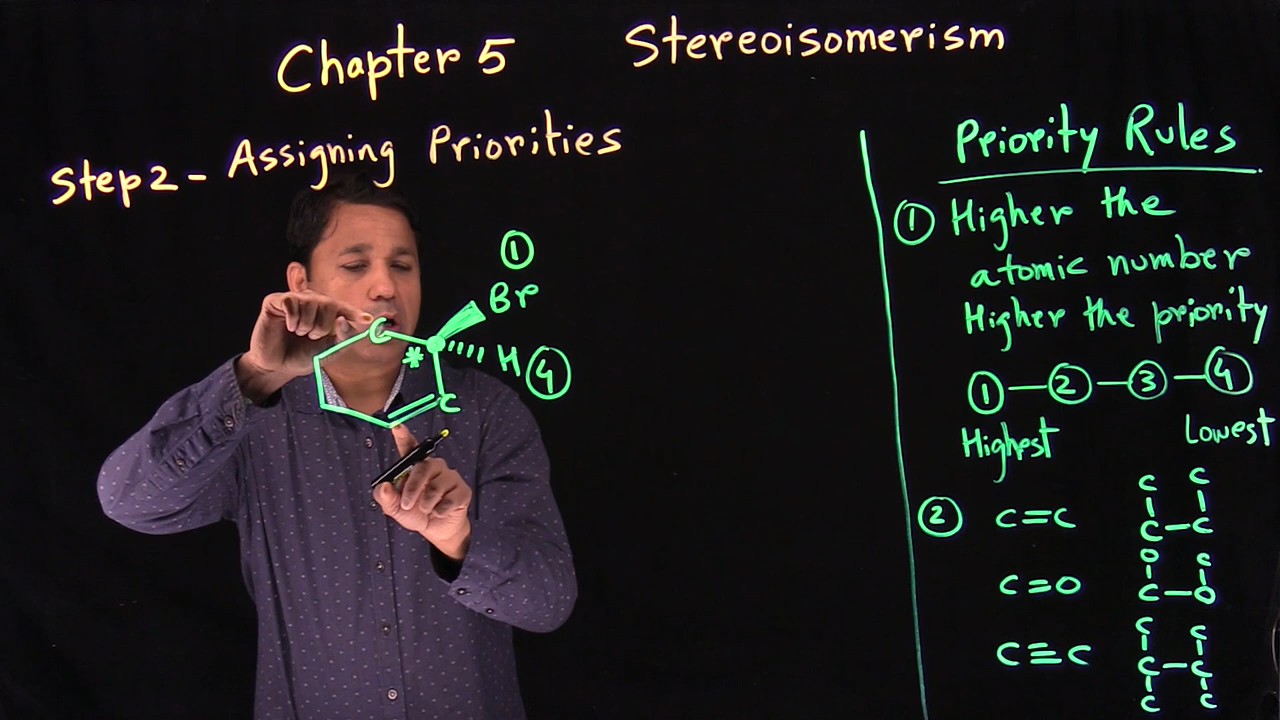 Chapter 5 Stereoisomerism
Step 2 - Assigning Priorities
① 
Br
C
* H ④
C
Priority Rules
① Higher the
atomic number
Higher the priority
① — ② — ③ — ④
Highest Lowest
C C
② C=C C-C
O C
C=O C-O
C C
C≡C C-C
C C